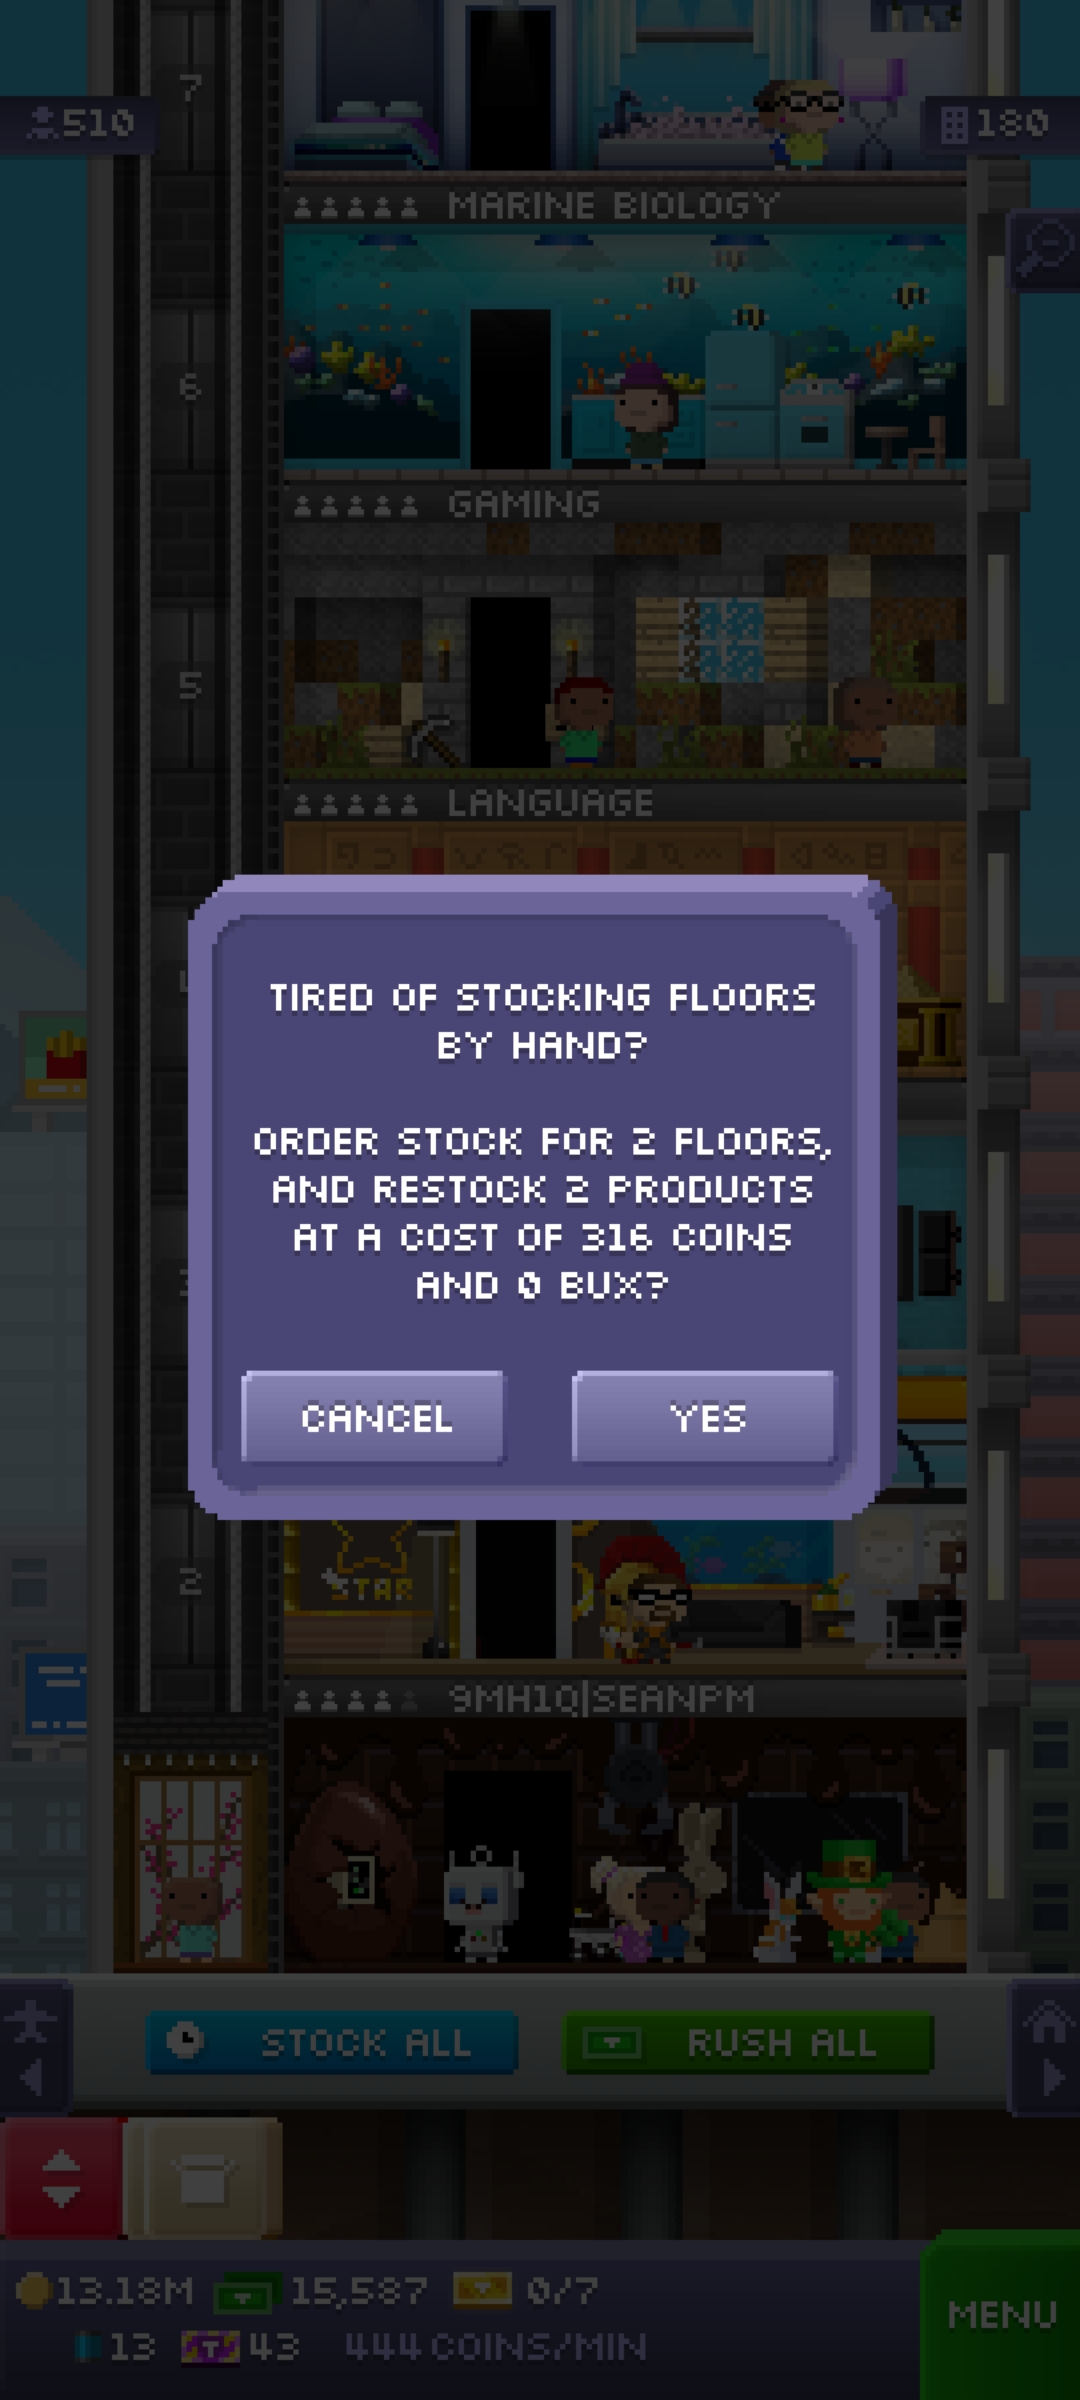 7
510
180
MARINE BIOLOGY
6
GAMING
5
LANGUAGE
TIRED OF STOCKING FLOORS
BY HAND?
ORDER STOCK FOR 2 FLOORS,
AND RESTOCK 2 PRODUCTS
AT A COST OF 316 COINS
AND 0 BUX?
CANCEL
YES
2
STAR
9MH1Q|SEANPM
STOCK ALL
RUSH ALL
13.18M
15,587
0/7
MENU
13
43
444 COINS/MIN